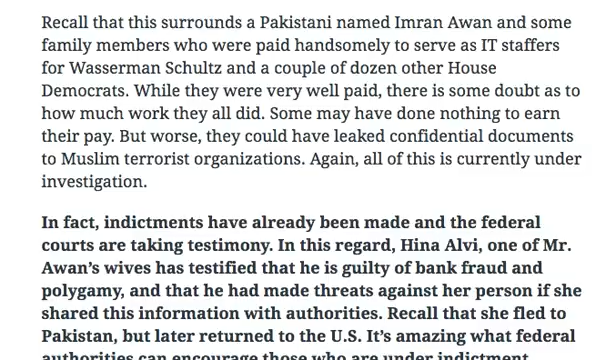 Recall that this surrounds a Pakistani named Imran Awan and some
family members who were paid handsomely to serve as IT staffers
for Wasserman Schultz and a couple of dozen other House
Democrats. While they were very well paid, there is some doubt as to
how much work they all did. Some may have done nothing to earn
their pay. But worse, they could have leaked confidential documents
to Muslim terrorist organizations. Again, all of this is currently under
investigation.
In fact, indictments have already been made and the federal
courts are taking testimony. In this regard, Hina Alvi, one of Mr.
Awan’s wives has testified that he is guilty of bank fraud and
polygamy, and that he had made threats against her person if she
shared this information with authorities. Recall that she fled to
Pakistan, but later returned to the U.S. It’s amazing what federal
authorities can encourage those who are under indictment